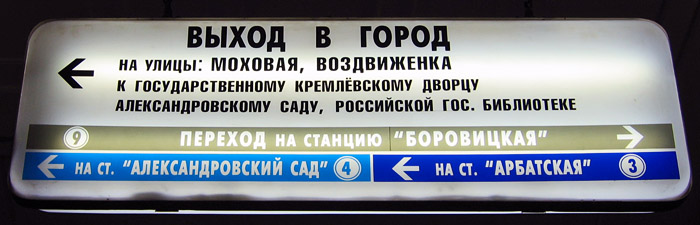 ВЫХОД В ГОРОД
НА УЛИЦЫ: МОХОВАЯ, ВОЗДВИЖЕНКА
К ГОСУДАРСТВЕННОМУ КРЕМЛЁВСКОМУ ДВОРЦУ
АЛЕКСАНДРОВСКОМУ САДУ, РОССИЙСКОЙ ГОС. БИБЛИОТЕКЕ
9 ПЕРЕХОД НА СТАНЦИЮ "БОРОВИЦКАЯ"
НА СТ. "АЛЕКСАНДРОВСКИЙ САД" 4 НА СТ. "АРБАТСКАЯ" 3